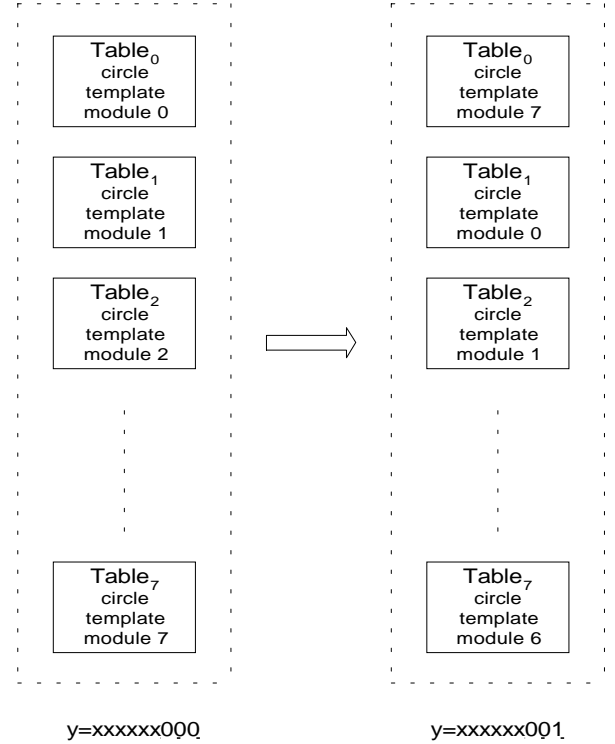 Table0
circle
template
module 0
Table1
circle
template
module 1
Table2
circle
template
module 2
Table7
circle
template
module 7
y=xxxxxx000
Table0
circle
template
module 7
Table1
circle
template
module 0
Table2
circle
template
module 1
Table7
circle
template
module 6
y=xxxxxx001